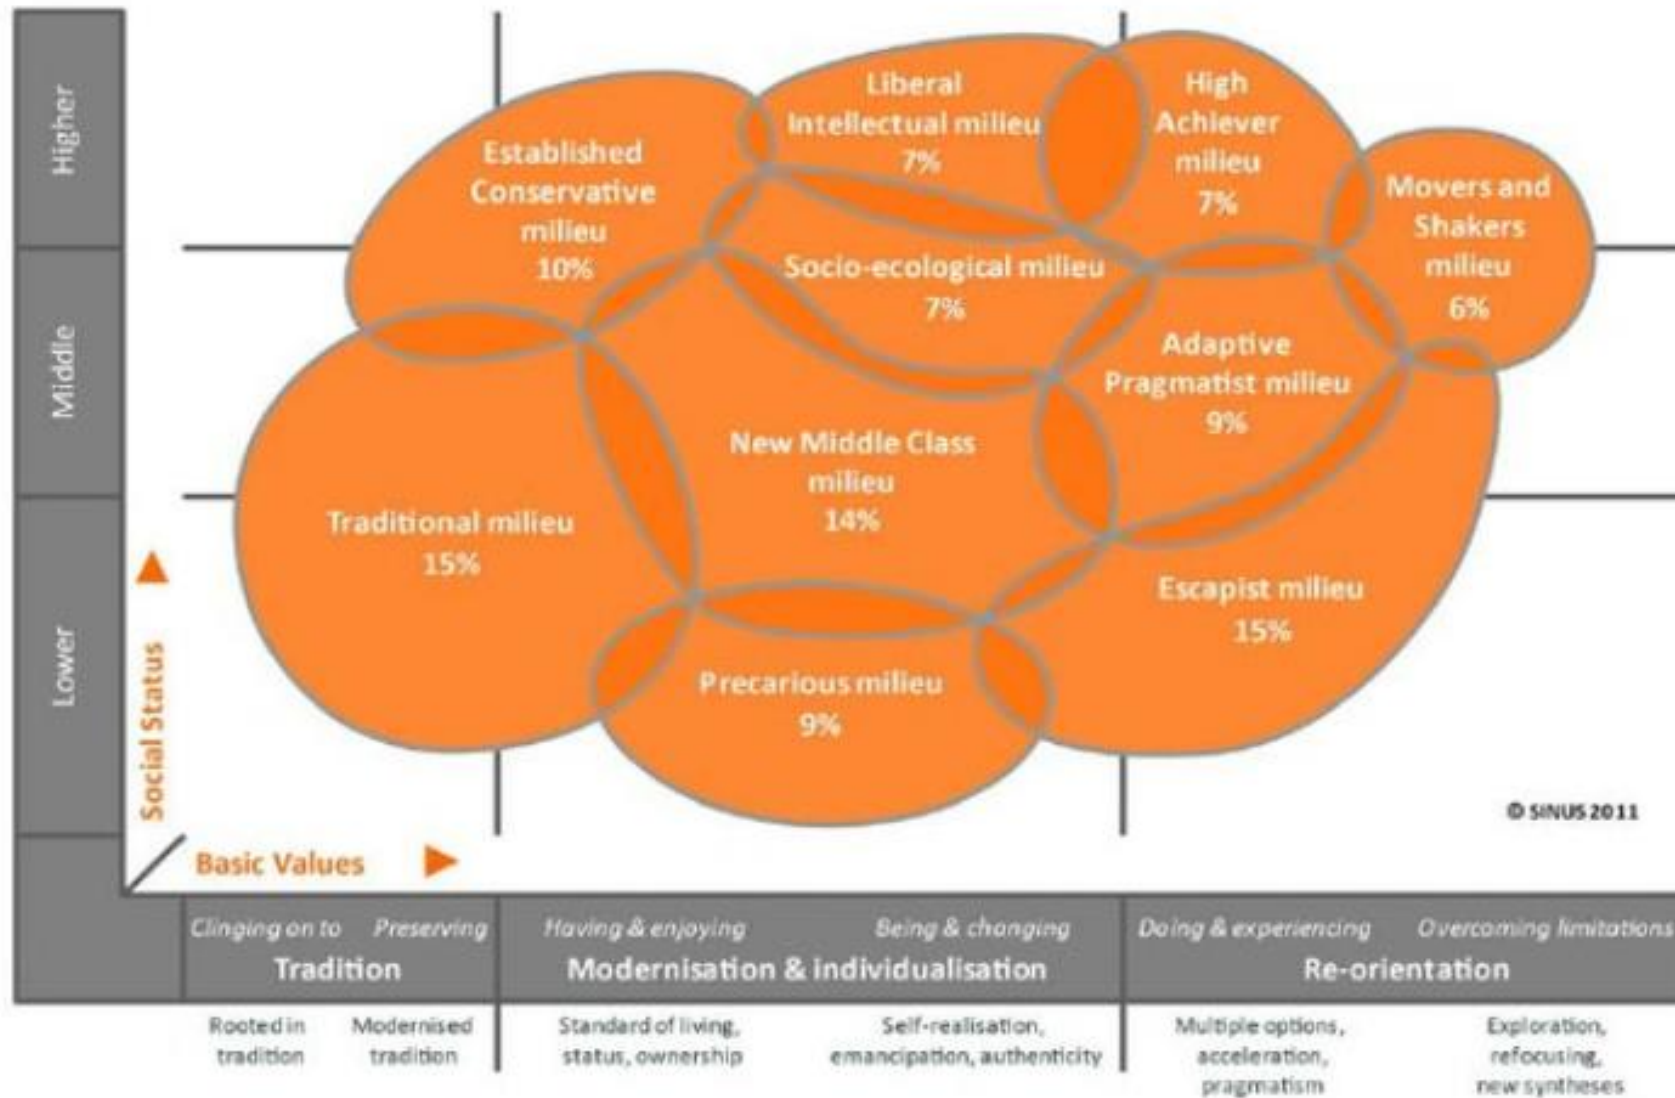 Higher
Middle
Lower
Social Status
Basic Values
Established
Conservative
milieu
10%
Liberal
Intellectual milieu
7%
High
Achiever
milieu
7%
Movers and
Shakers
milieu
6%
Socio-ecological milieu
7%
Adaptive
Pragmatist milieu
9%
New Middle Class
milieu
14%
Traditional milieu
15%
Escapist milieu
15%
Precarious milieu
9%
© SINUS 2011
Clinging on to Preserving
Tradition
Having & enjoying Being & changing
Modernisation & individualisation
Doing & experiencing Overcoming limitations
Re-orientation
Rooted in
tradition
Modernised
tradition
Standard of living,
status, ownership
Self-realisation,
emancipation, authenticity
Multiple options,
acceleration,
pragmatism
Exploration,
refocusing,
new syntheses